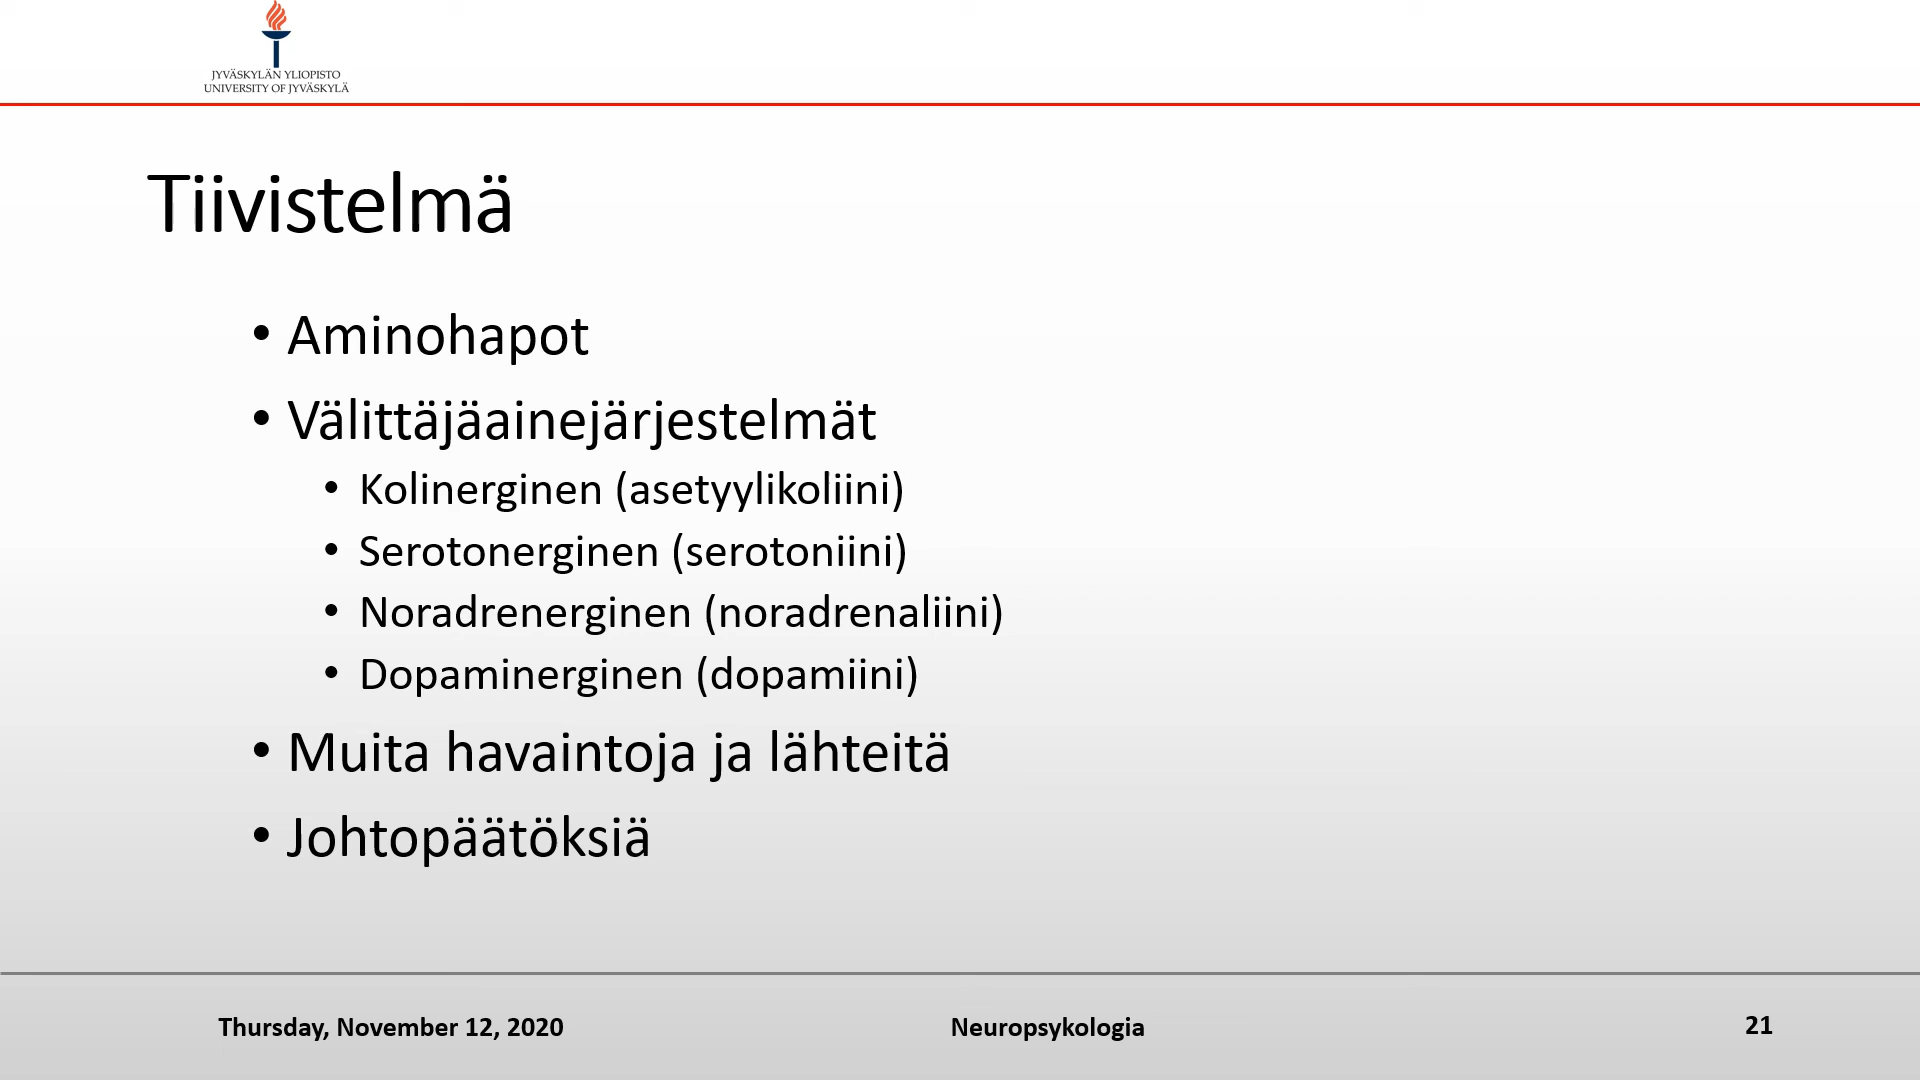 JYVÄSKYLÄN YLIOPISTO
UNIVERSITY OF JYVÄSKYLÄ
Tiivistelmä
• Aminohapot
• Välittäjäainejärjestelmät
• Kolinerginen (asetyylikoliini)
• Serotonerginen (serotoniini)
• Noradrenerginen (noradrenaliini)
• Dopaminerginen (dopamiini)
• Muita havaintoja ja lähteitä
• Johtopäätöksiä
Thursday, November 12, 2020
Neuropsykologia
21